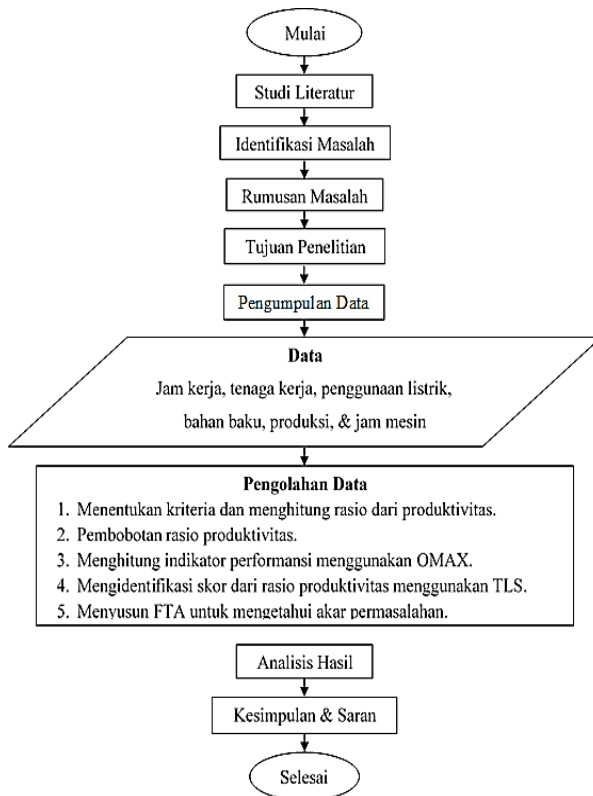 Mulai
Studi Literatur
Identifikasi Masalah
Rumusan Masalah
Tujuan Penelitian
Pengumpulan Data
Data
Jam kerja, tenaga kerja, penggunaan listrik,
bahan baku, produksi, & jam mesin
Pengolahan Data
1. Menentukan kriteria dan menghitung rasio dari produktivitas.
2. Pembobotan rasio produktivitas.
3. Menghitung indikator performansi menggunakan OMAX.
4. Mengidentifikasi skor dari rasio produktivitas menggunakan TLS.
5. Menyusun FTA untuk mengetahui akar permasalahan.
Analisis Hasil
Kesimpulan & Saran
Selesai